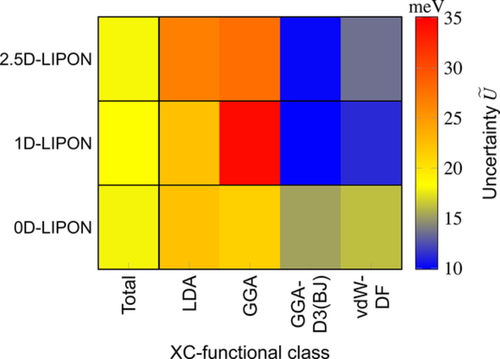 meV
35
30
25
20
15
10
Uncertainty Ũ
2.5D-LIPON
1D-LIPON
0D-LIPON
Total
LDA
GGA
GGA-
D3(BJ)
vdW-
DF
XC-functional class